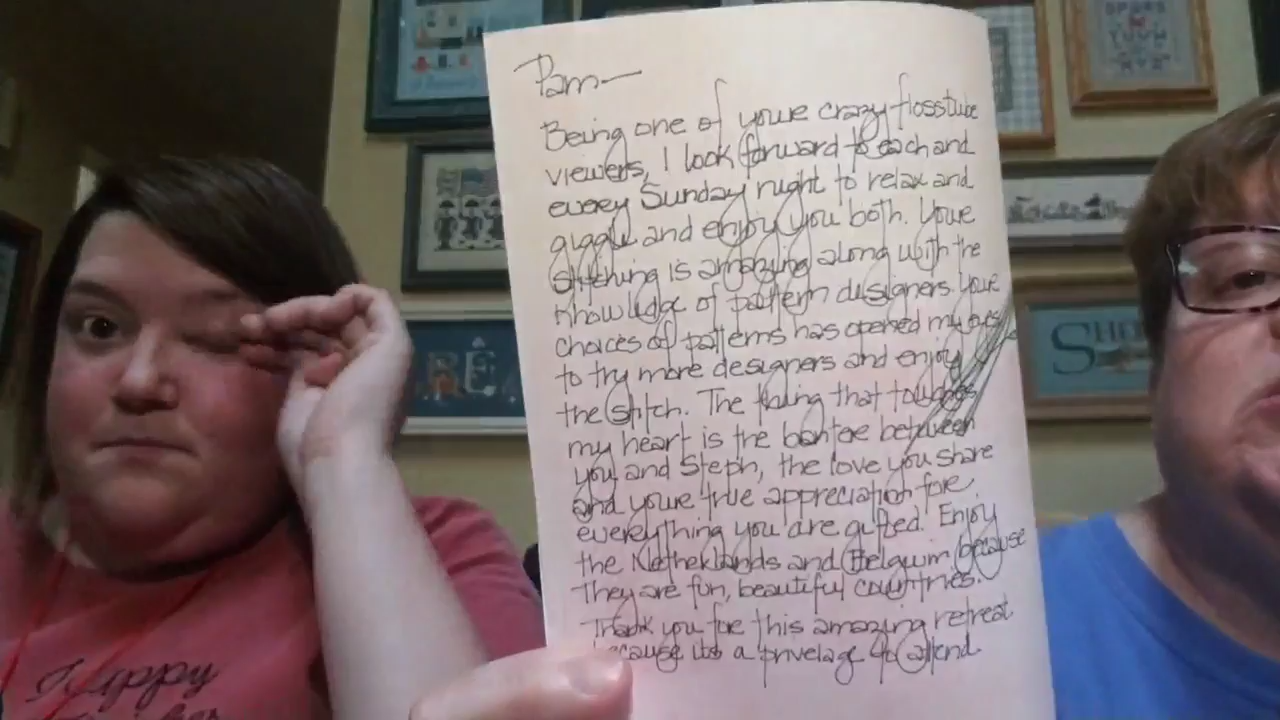 Pam—
Being one of youre crazy flosstube
viewers, I look forward to each and
every Sunday night to relax and
giggle and enjoy you both. Youre
stitching is amazing along with the
knowledge of pattern designers. Youre
choices of patterns has opened my eyes
to try more designers and enjoy
the stitch. The thing that touches
my heart is the bantere between
you and Steph, the love you share
and youre true appreciation fore
everything you are gifted. Enjoy
the Netherlands and Belguim because
they are fun, beautiful countries.
Thank you for this amazing retreat
because its a privelage to attend
Happy